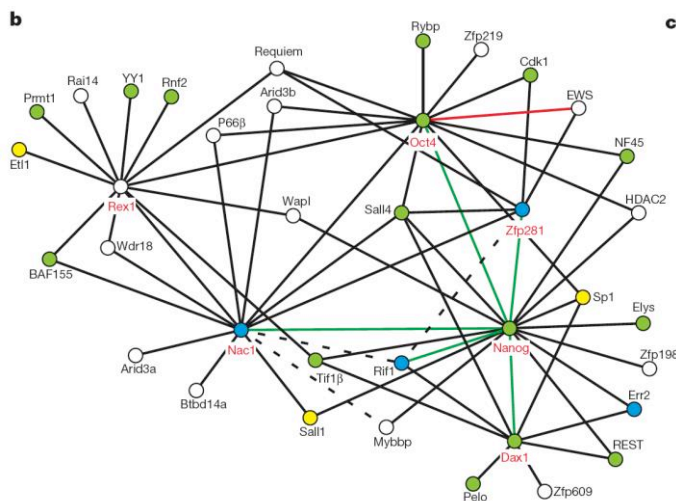 b
c
Rybp
Zfp219
Requiem
Cdk1
Rai14
YY1
Rnf2
Prmt1
Arid3b
EWS
P66β
Oct4
NF45
Etl1
Rex1
Wapl
Sall4
HDAC2
Zfp281
Wdr18
BAF155
Sp1
Elys
Nac1
Nanog
Arid3a
Tif1β
Rif1
Zfp198
Btbd14a
Err2
Sall1
Mybbp
Dax1
REST
Pelo
Zfp609